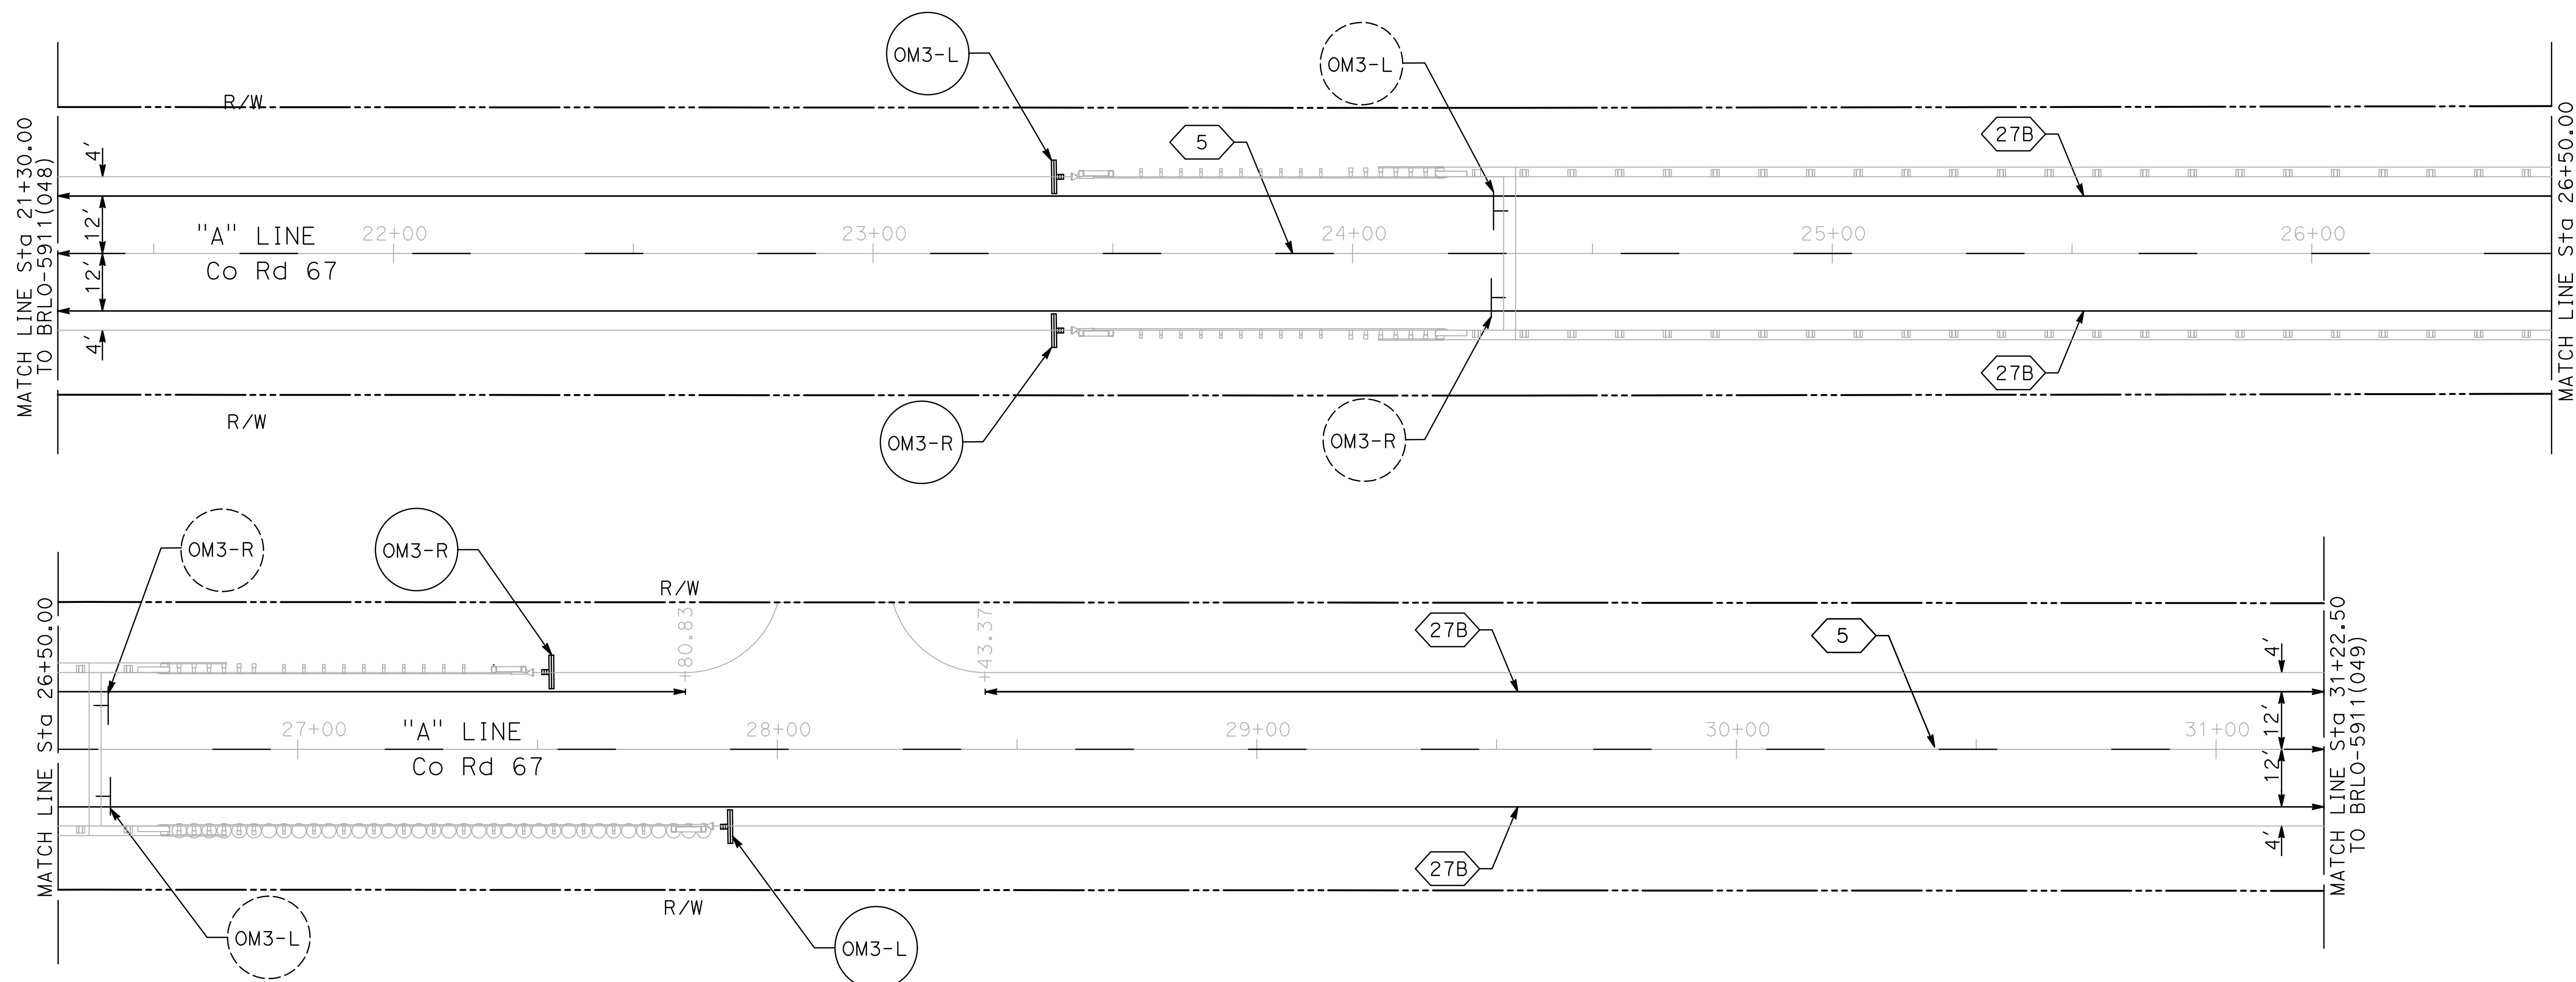 OM3-L
OM3-L
R/W
5
27B
MATCH LINE Sta 21+30.00
TO BRLO-5911(048)
4'
12'
12'
4'
"A" LINE
Co Rd 67
22+00
23+00
24+00
25+00
26+00
MATCH LINE Sta 26+50.00
27B
R/W
OM3-R
OM3-R
OM3-R
OM3-R
R/W
MATCH LINE Sta 26+50.00
+80.83
+43.37
27B
5
"A" LINE
Co Rd 67
27+00
28+00
29+00
30+00
31+00
4'
12'
12'
4'
MATCH LINE Sta 31+22.50
TO BRLO-5911(049)
27B
R/W
OM3-L
OM3-L